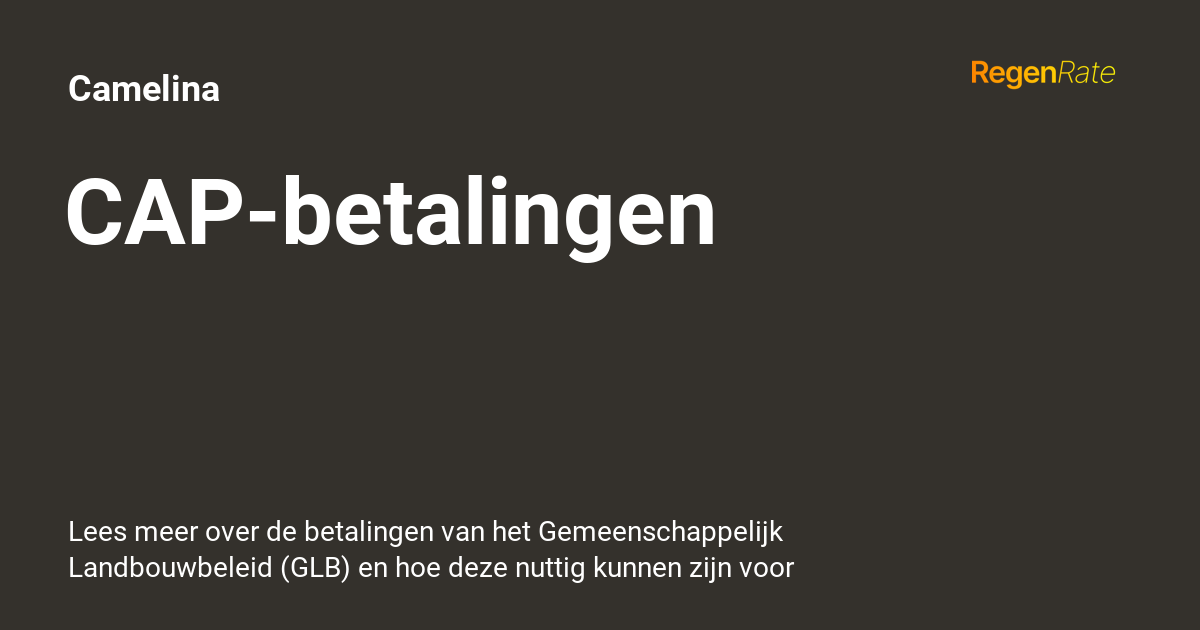 Camelina
RegenRate
CAP-betalingen
Lees meer over de betalingen van het Gemeenschappelijk
Landbouwbeleid (GLB) en hoe deze nuttig kunnen zijn voor